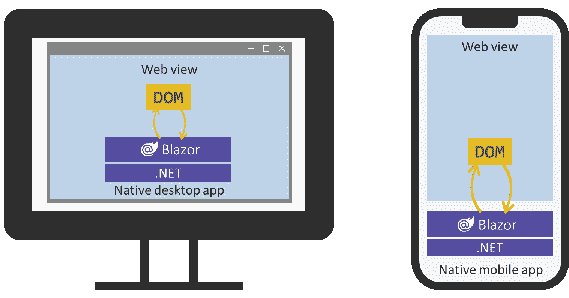 Web view
DOM
Blazor
.NET
Native desktop app
Web view
DOM
Blazor
.NET
Native mobile app